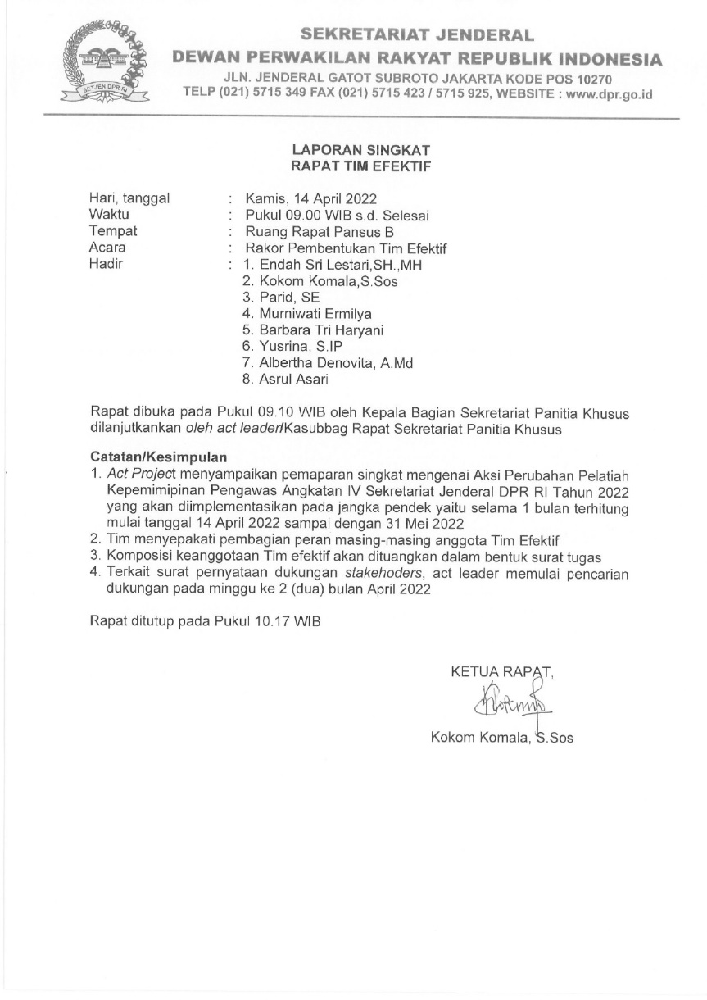 SETJEN DPR RI
SEKRETARIAT JENDERAL
DEWAN PERWAKILAN RAKYAT REPUBLIK INDONESIA
JLN. JENDERAL GATOT SUBROTO JAKARTA KODE POS 10270
TELP (021) 5715 349 FAX (021) 5715 423 / 5715 925, WEBSITE : www.dpr.go.id
LAPORAN SINGKAT
RAPAT TIM EFEKTIF
Hari, tanggal : Kamis, 14 April 2022
Waktu : Pukul 09.00 WIB s.d. Selesai
Tempat : Ruang Rapat Pansus B
Acara : Rakor Pembentukan Tim Efektif
Hadir : 1. Endah Sri Lestari,SH.,MH
2. Kokom Komala,S.Sos
3. Parid, SE
4. Murniwati Ermilya
5. Barbara Tri Haryani
6. Yusrina, S.IP
7. Albertha Denovita, A.Md
8. Asrul Asari
Rapat dibuka pada Pukul 09.10 WIB oleh Kepala Bagian Sekretariat Panitia Khusus
dilanjutkankan oleh act leader/Kasubbag Rapat Sekretariat Panitia Khusus
Catatan/Kesimpulan
1. Act Project menyampaikan pemaparan singkat mengenai Aksi Perubahan Pelatiah
Kepemimipinan Pengawas Angkatan IV Sekretariat Jenderal DPR RI Tahun 2022
yang akan diimplementasikan pada jangka pendek yaitu selama 1 bulan terhitung
mulai tanggal 14 April 2022 sampai dengan 31 Mei 2022
2. Tim menyepakati pembagian peran masing-masing anggota Tim Efektif
3. Komposisi keanggotaan Tim efektif akan dituangkan dalam bentuk surat tugas
4. Terkait surat pernyataan dukungan stakehoders, act leader memulai pencarian
dukungan pada minggu ke 2 (dua) bulan April 2022
Rapat ditutup pada Pukul 10.17 WIB
KETUA RAPAT,
Kokom Komala, S.Sos